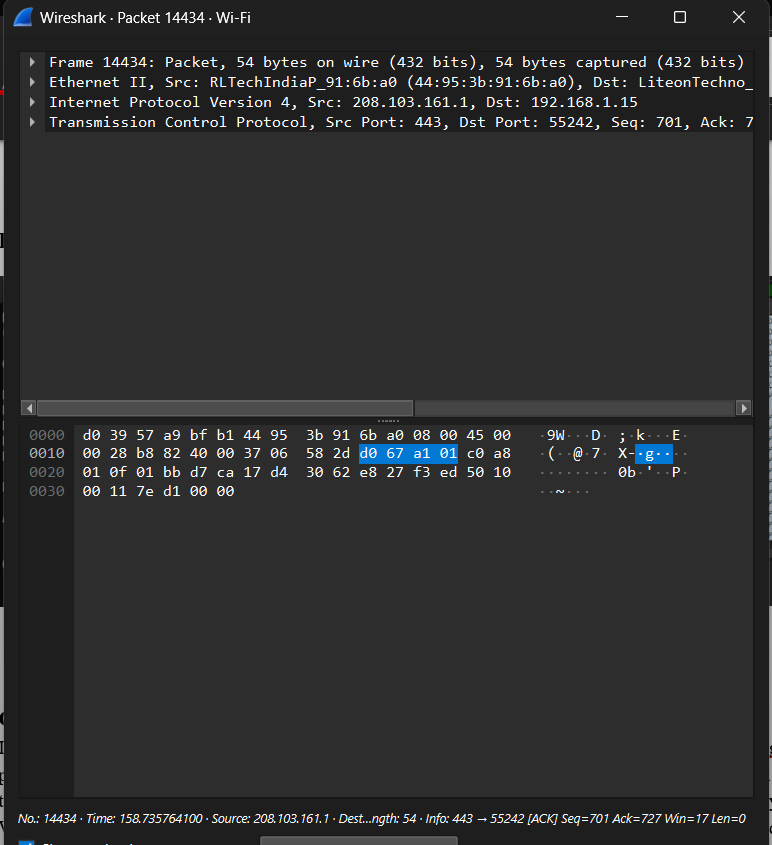 Wireshark · Packet 14434 · Wi-Fi
Frame 14434: Packet, 54 bytes on wire (432 bits), 54 bytes captured (432 bits)
Ethernet II, Src: RLTechIndiaP_91:6b:a0 (44:95:3b:91:6b:a0), Dst: LiteonTechno_
Internet Protocol Version 4, Src: 208.103.161.1, Dst: 192.168.1.15
Transmission Control Protocol, Src Port: 443, Dst Port: 55242, Seq: 701, Ack: 7
0000 d0 39 57 a9 bf b1 44 95 3b 91 6b a0 08 00 45 00 ·9W···D· ;·k···E·
0010 00 28 b8 82 40 00 37 06 58 2d d0 67 a1 01 c0 a8 ·(··@·7· X-·g····
0020 01 0f 01 bb d7 ca 17 d4 30 62 e8 27 f3 ed 50 10 ········ 0b·'··P·
0030 00 11 7e d1 00 00 ··~···
No.: 14434 · Time: 158.735764100 · Source: 208.103.161.1 · Dest...ngth: 54 · Info: 443 → 55242 [ACK] Seq=701 Ack=727 Win=17 Len=0